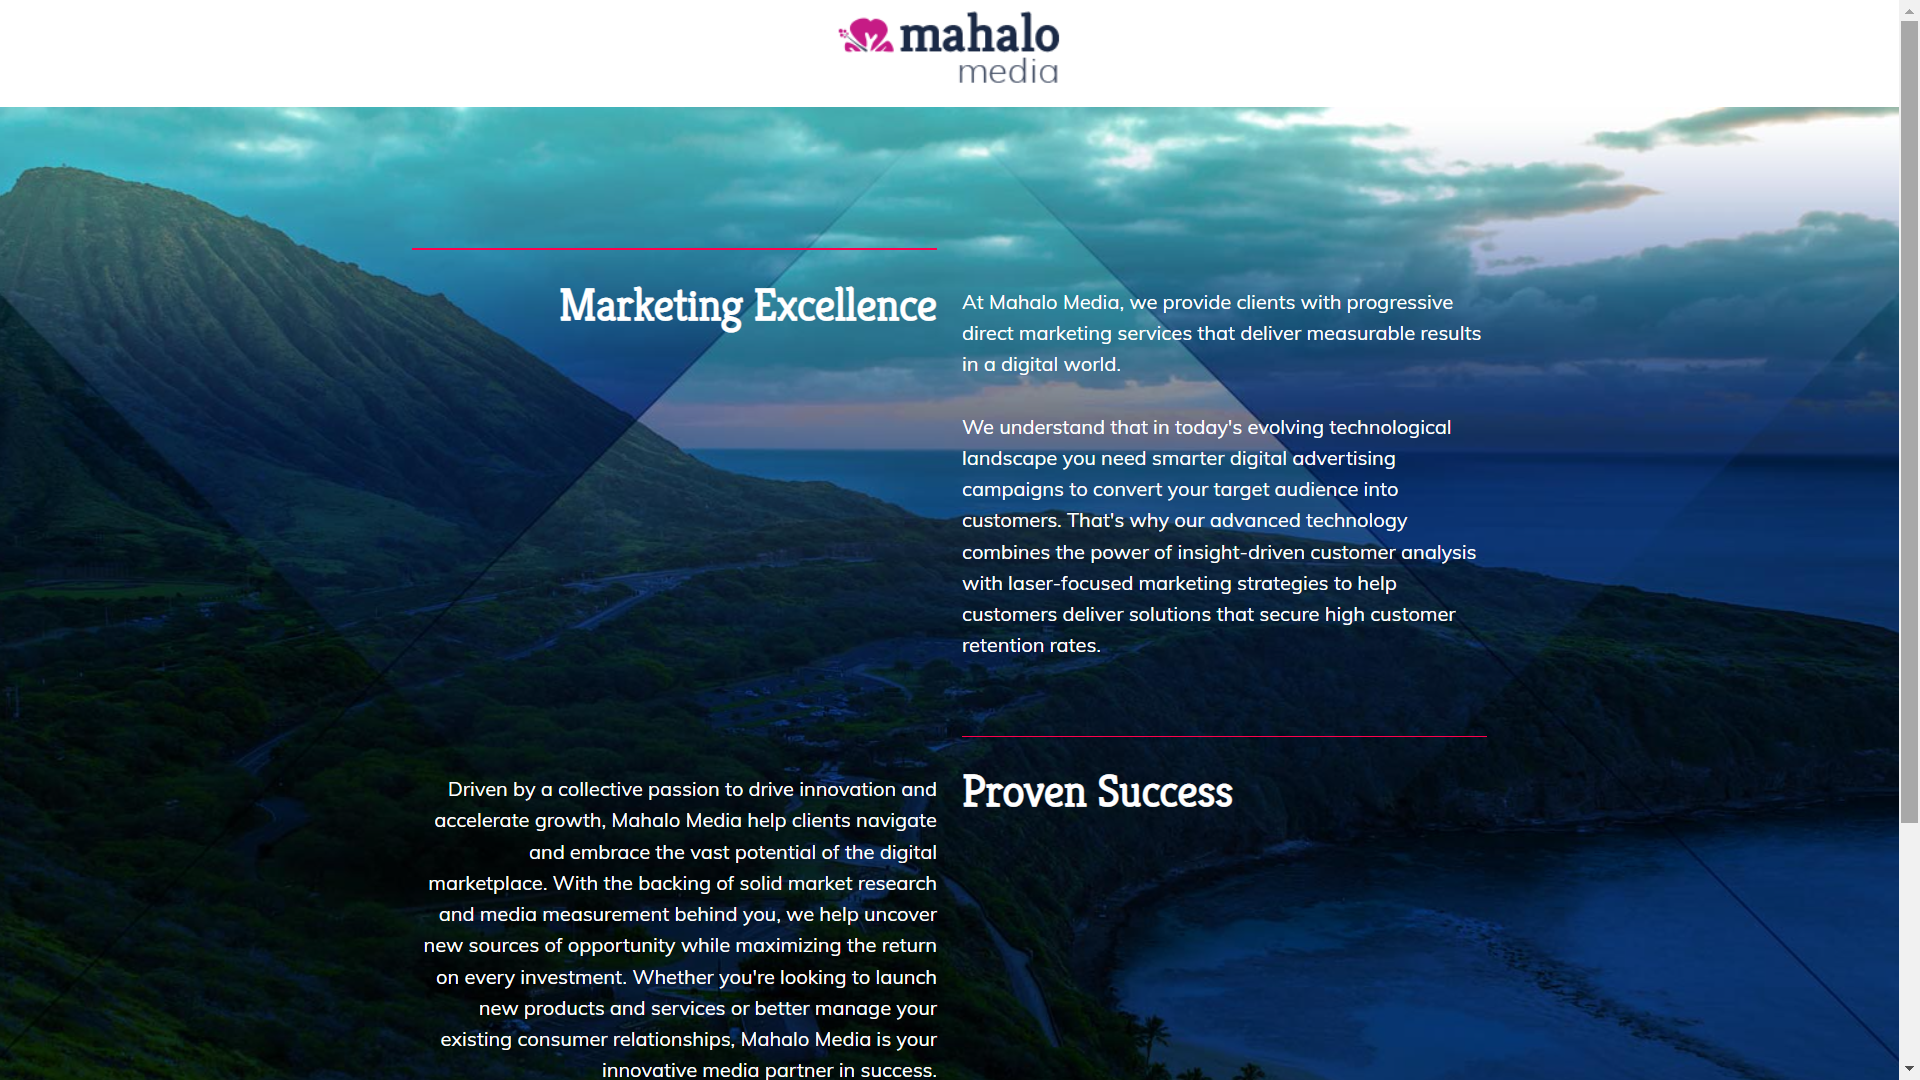 mahalo
media
Marketing Excellence
At Mahalo Media, we provide clients with progressive
direct marketing services that deliver measurable results
in a digital world.
We understand that in today's evolving technological
landscape you need smarter digital advertising
campaigns to convert your target audience into
customers. That's why our advanced technology
combines the power of insight-driven customer analysis
with laser-focused marketing strategies to help
customers deliver solutions that secure high customer
retention rates.
Proven Success
Driven by a collective passion to drive innovation and
accelerate growth, Mahalo Media help clients navigate
and embrace the vast potential of the digital
marketplace. With the backing of solid market research
and media measurement behind you, we help uncover
new sources of opportunity while maximizing the return
on every investment. Whether you're looking to launch
new products and services or better manage your
existing consumer relationships, Mahalo Media is your
innovative media partner in success.